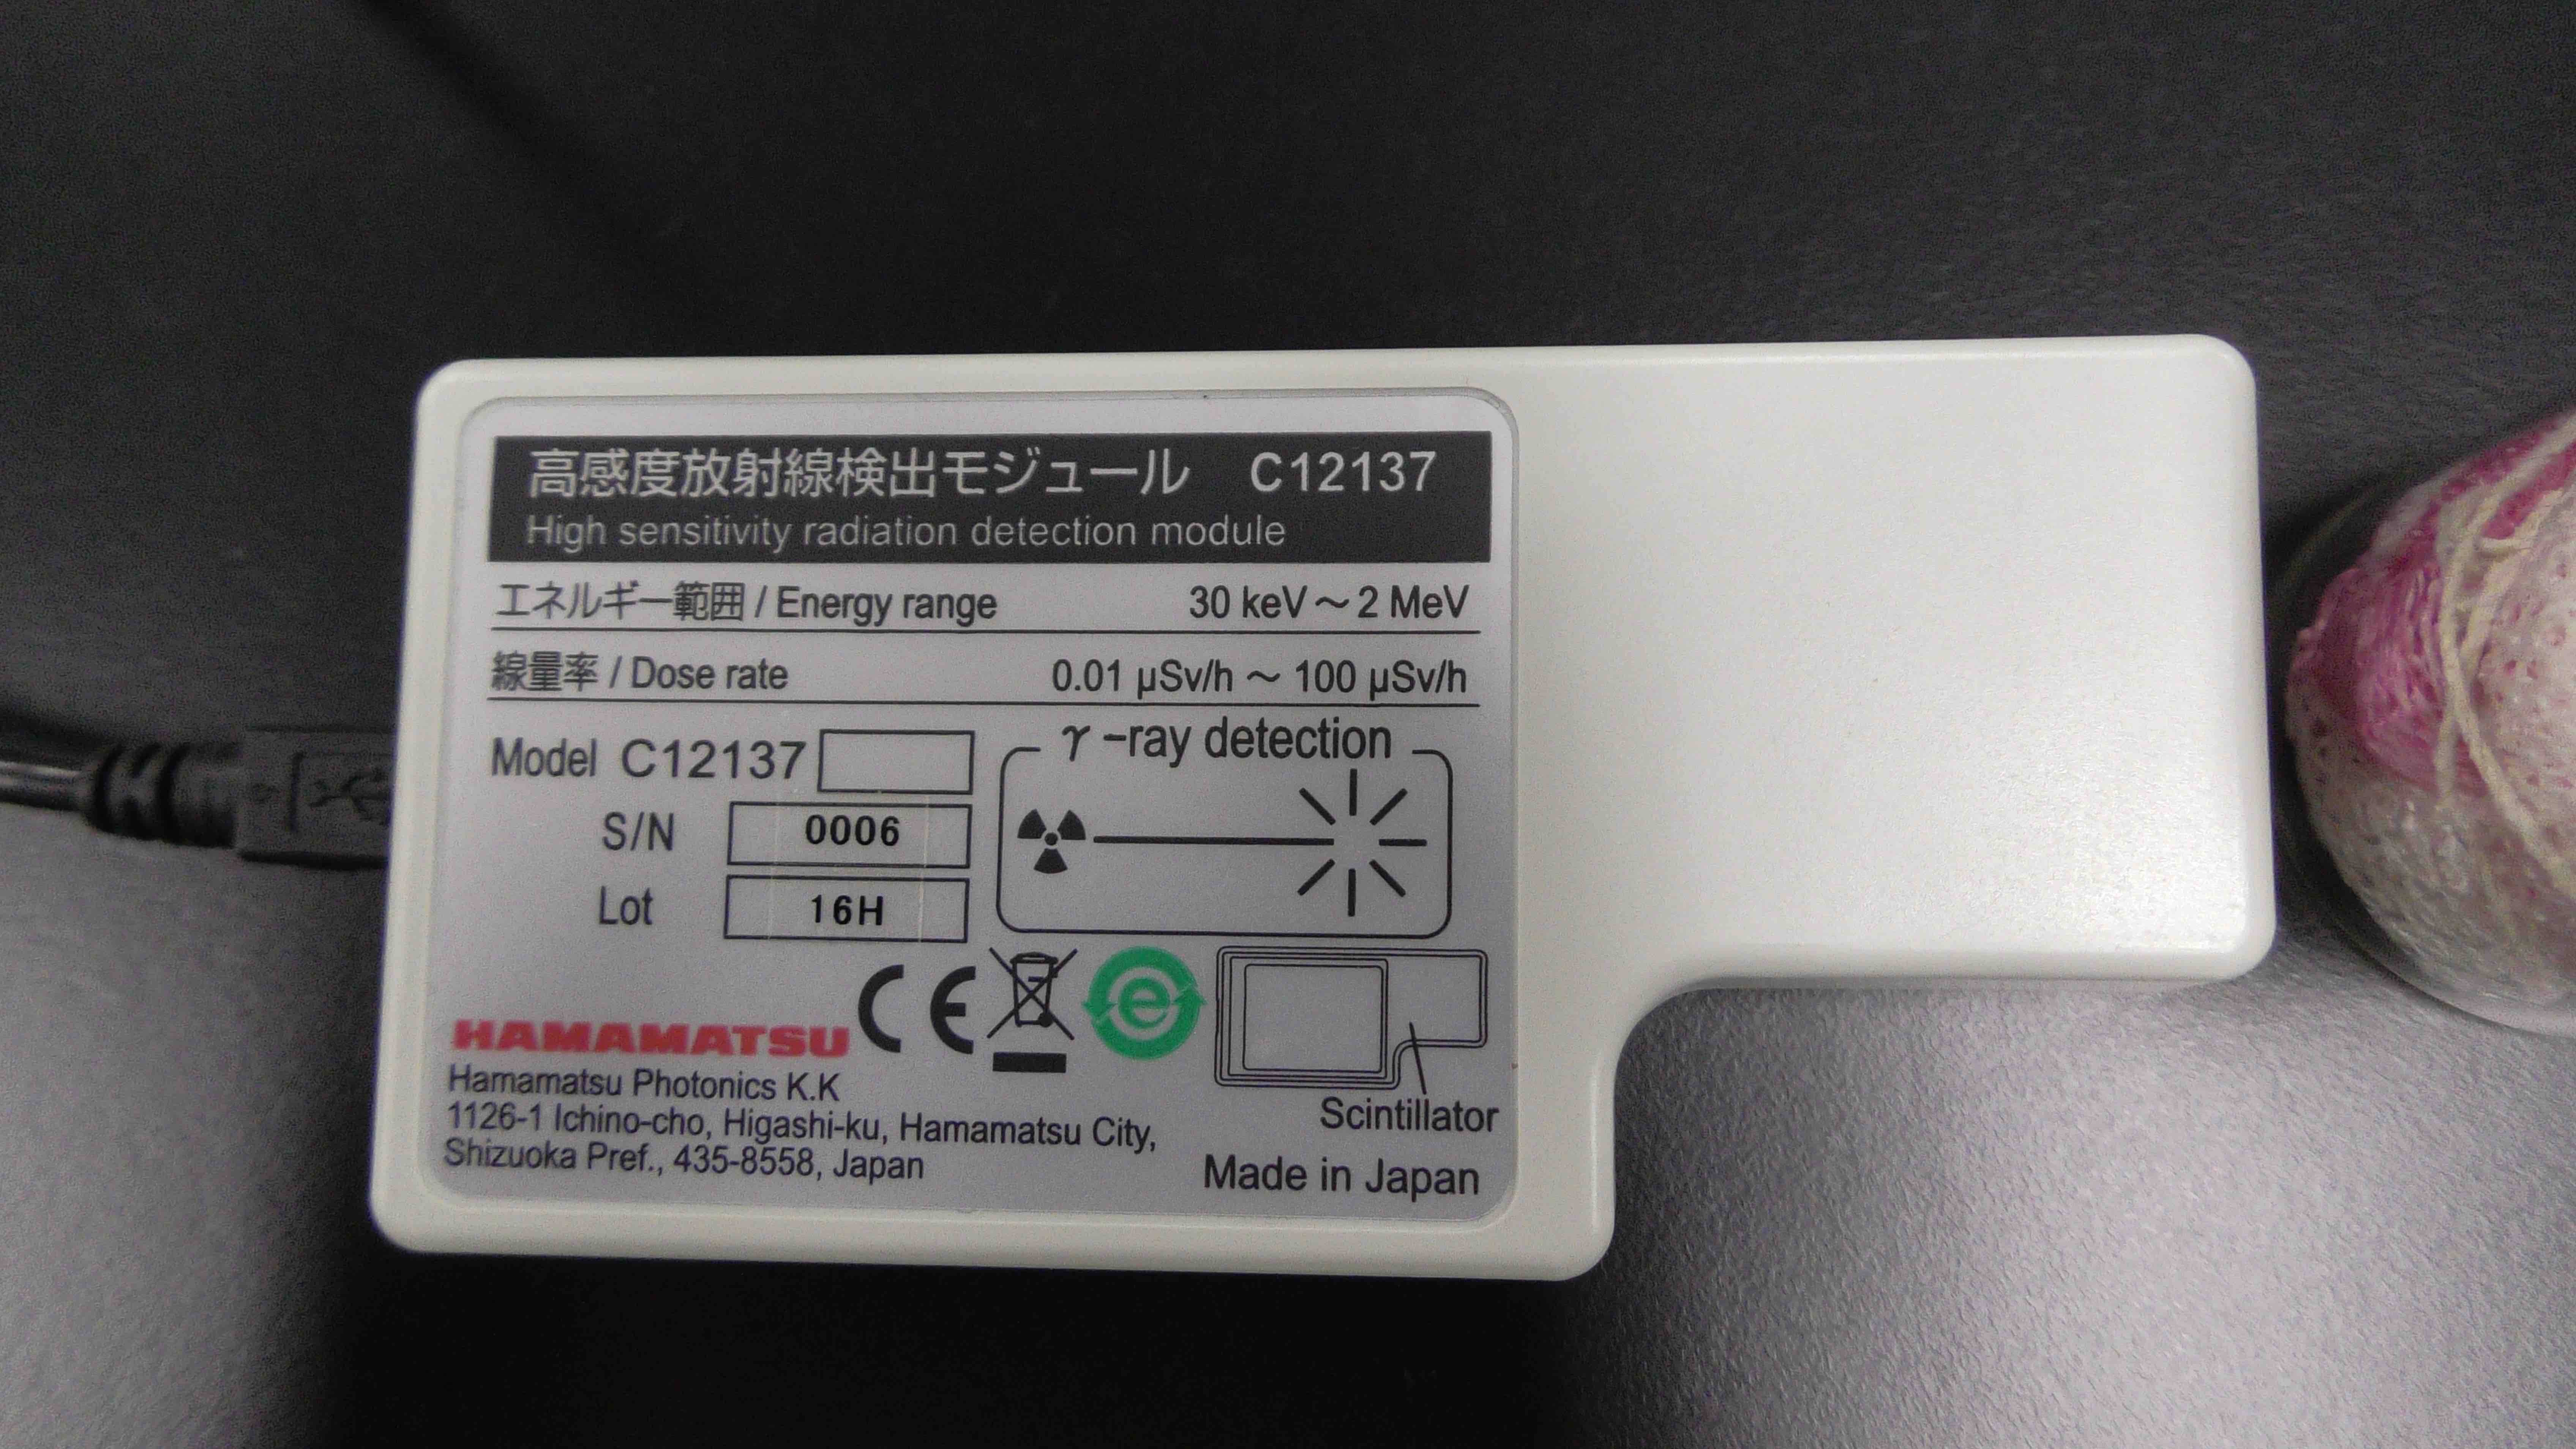 高感度放射線検出モジュール C12137
High sensitivity radiation detection module
エネルギー範囲 / Energy range 30 keV～2 MeV
線量率 / Dose rate 0.01 μSv/h ～ 100 μSv/h
Model C12137
S/N 0006
Lot 16H
γ-ray detection
CE
e
HAMAMATSU
Hamamatsu Photonics K.K
1126-1 Ichino-cho, Higashi-ku, Hamamatsu City,
Shizuoka Pref., 435-8558, Japan
Scintillator
Made in Japan